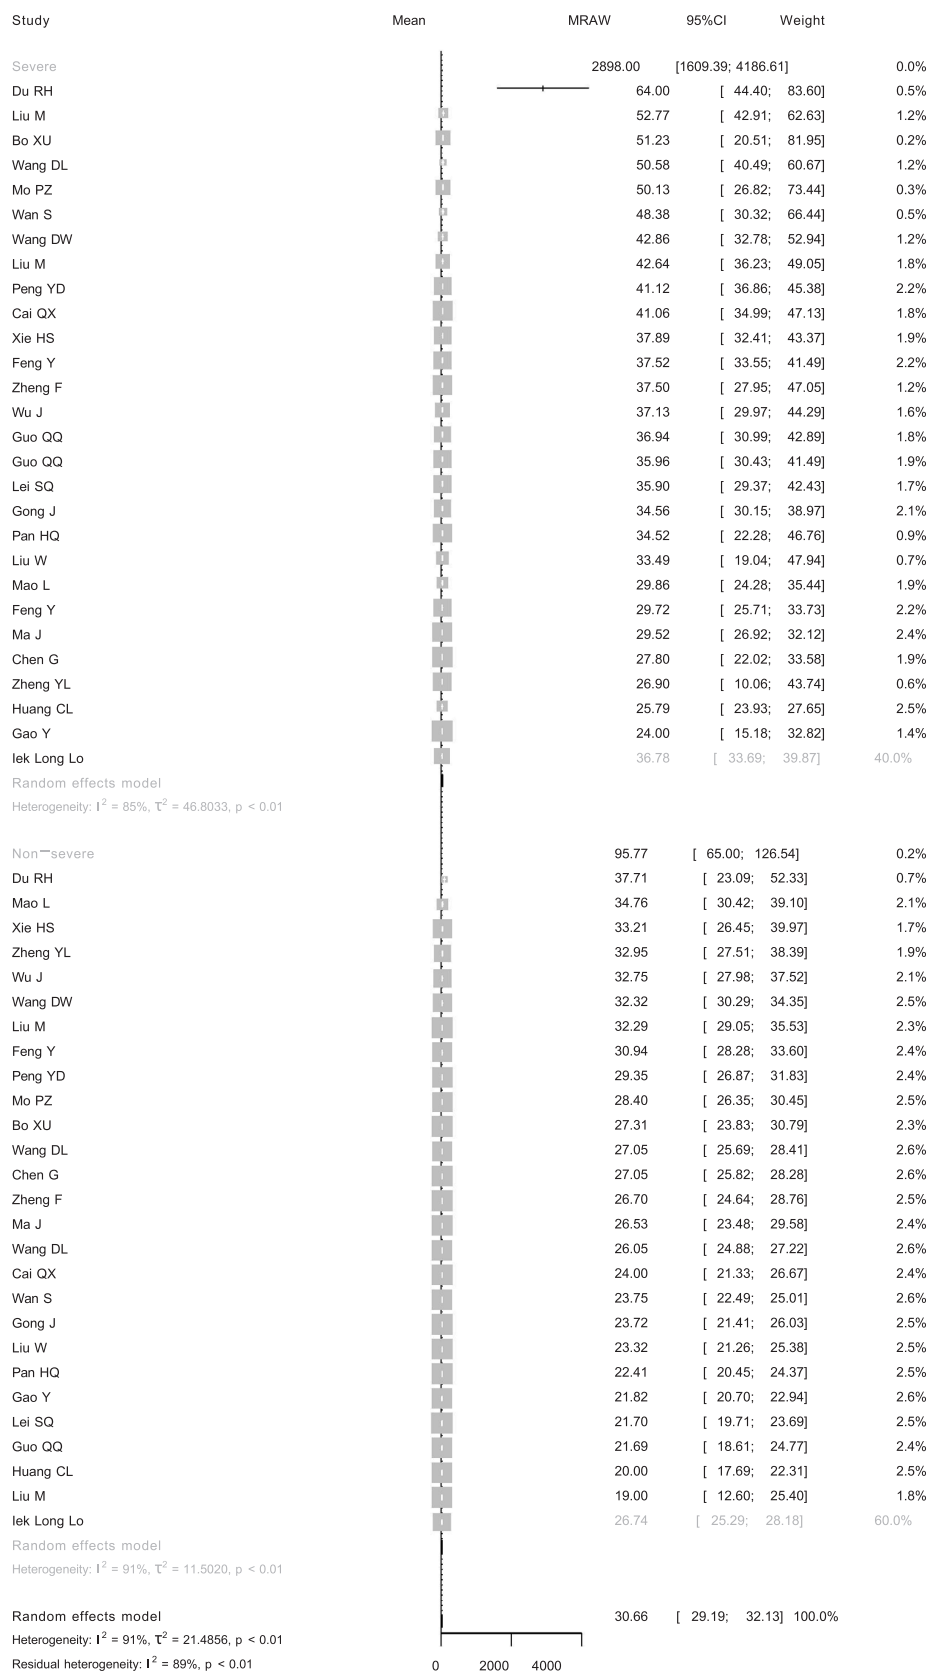 Study Mean MRAW 95%CI Weight
Severe 2898.00 [1609.39; 4186.61] 0.0%
Du RH 64.00 [ 44.40; 83.60] 0.5%
Liu M 52.77 [ 42.91; 62.63] 1.2%
Bo XU 51.23 [ 20.51; 81.95] 0.2%
Wang DL 50.58 [ 40.49; 60.67] 1.2%
Mo PZ 50.13 [ 26.82; 73.44] 0.3%
Wan S 48.38 [ 30.32; 66.44] 0.5%
Wang DW 42.86 [ 32.78; 52.94] 1.2%
Liu M 42.64 [ 36.23; 49.05] 1.8%
Peng YD 41.12 [ 36.86; 45.38] 2.2%
Cai QX 41.06 [ 34.99; 47.13] 1.8%
Xie HS 37.89 [ 32.41; 43.37] 1.9%
Feng Y 37.52 [ 33.55; 41.49] 2.2%
Zheng F 37.50 [ 27.95; 47.05] 1.2%
Wu J 37.13 [ 29.97; 44.29] 1.6%
Guo QQ 36.94 [ 30.99; 42.89] 1.8%
Guo QQ 35.96 [ 30.43; 41.49] 1.9%
Lei SQ 35.90 [ 29.37; 42.43] 1.7%
Gong J 34.56 [ 30.15; 38.97] 2.1%
Pan HQ 34.52 [ 22.28; 46.76] 0.9%
Liu W 33.49 [ 19.04; 47.94] 0.7%
Mao L 29.86 [ 24.28; 35.44] 1.9%
Feng Y 29.72 [ 25.71; 33.73] 2.2%
Ma J 29.52 [ 26.92; 32.12] 2.4%
Chen G 27.80 [ 22.02; 33.58] 1.9%
Zheng YL 26.90 [ 10.06; 43.74] 0.6%
Huang CL 25.79 [ 23.93; 27.65] 2.5%
Gao Y 24.00 [ 15.18; 32.82] 1.4%
Iek Long Lo 36.78 [ 33.69; 39.87] 40.0%
Random effects model
Heterogeneity: I² = 85%, τ² = 46.8033, p < 0.01
Non−severe 95.77 [ 65.00; 126.54] 0.2%
Du RH 37.71 [ 23.09; 52.33] 0.7%
Mao L 34.76 [ 30.42; 39.10] 2.1%
Xie HS 33.21 [ 26.45; 39.97] 1.7%
Zheng YL 32.95 [ 27.51; 38.39] 1.9%
Wu J 32.75 [ 27.98; 37.52] 2.1%
Wang DW 32.32 [ 30.29; 34.35] 2.5%
Liu M 32.29 [ 29.05; 35.53] 2.3%
Feng Y 30.94 [ 28.28; 33.60] 2.4%
Peng YD 29.35 [ 26.87; 31.83] 2.4%
Mo PZ 28.40 [ 26.35; 30.45] 2.5%
Bo XU 27.31 [ 23.83; 30.79] 2.3%
Wang DL 27.05 [ 25.69; 28.41] 2.6%
Chen G 27.05 [ 25.82; 28.28] 2.6%
Zheng F 26.70 [ 24.64; 28.76] 2.5%
Ma J 26.53 [ 23.48; 29.58] 2.4%
Wang DL 26.05 [ 24.88; 27.22] 2.6%
Cai QX 24.00 [ 21.33; 26.67] 2.4%
Wan S 23.75 [ 22.49; 25.01] 2.6%
Gong J 23.72 [ 21.41; 26.03] 2.5%
Liu W 23.32 [ 21.26; 25.38] 2.5%
Pan HQ 22.41 [ 20.45; 24.37] 2.5%
Gao Y 21.82 [ 20.70; 22.94] 2.6%
Lei SQ 21.70 [ 19.71; 23.69] 2.5%
Guo QQ 21.69 [ 18.61; 24.77] 2.4%
Huang CL 20.00 [ 17.69; 22.31] 2.5%
Liu M 19.00 [ 12.60; 25.40] 1.8%
Iek Long Lo 26.74 [ 25.29; 28.18] 60.0%
Random effects model
Heterogeneity: I² = 91%, τ² = 11.5020, p < 0.01
Random effects model 30.66 [ 29.19; 32.13] 100.0%
Heterogeneity: I² = 91%, τ² = 21.4856, p < 0.01
Residual heterogeneity: I² = 89%, p < 0.01
0 2000 4000